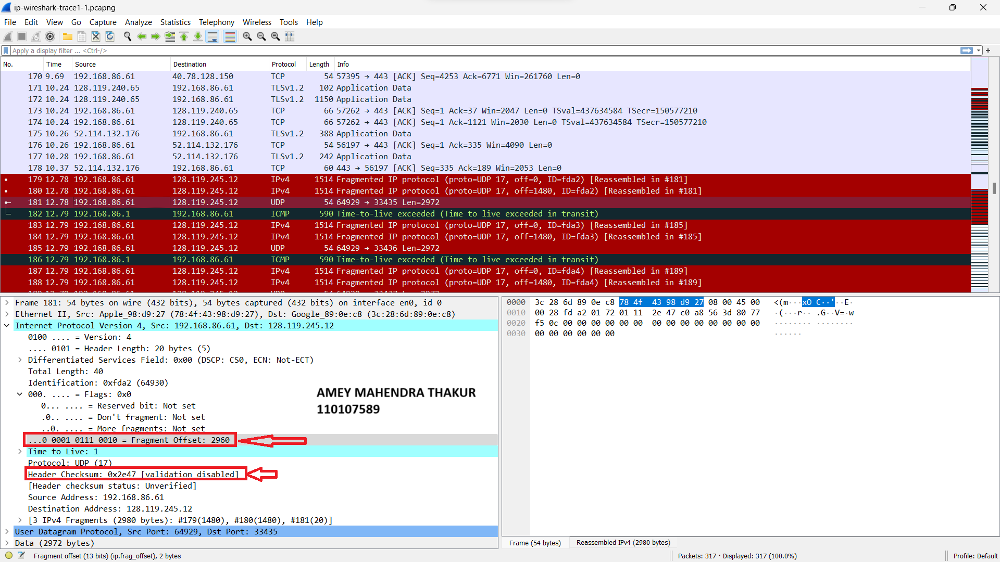 ip-wireshark-trace1-1.pcapng
File Edit View Go Capture Analyze Statistics Telephony Wireless Tools Help
Apply a display filter ... <Ctrl-/>
No. Time Source Destination Protocol Length Info
170 9.69 192.168.86.61 40.78.128.150 TCP 54 57395 → 443 [ACK] Seq=4253 Ack=6771 Win=261760 Len=0
171 10.24 128.119.240.65 192.168.86.61 TLSv1.2 102 Application Data
172 10.24 128.119.240.65 192.168.86.61 TLSv1.2 1150 Application Data
173 10.24 192.168.86.61 128.119.240.65 TCP 66 57262 → 443 [ACK] Seq=1 Ack=37 Win=2047 Len=0 TSval=437634584 TSecr=150577210
174 10.24 192.168.86.61 128.119.240.65 TCP 66 57262 → 443 [ACK] Seq=1 Ack=1121 Win=2030 Len=0 TSval=437634584 TSecr=150577210
175 10.26 52.114.132.176 192.168.86.61 TLSv1.2 388 Application Data
176 10.26 192.168.86.61 52.114.132.176 TCP 54 56197 → 443 [ACK] Seq=1 Ack=335 Win=4090 Len=0
177 10.28 192.168.86.61 52.114.132.176 TLSv1.2 242 Application Data
178 10.37 52.114.132.176 192.168.86.61 TCP 60 443 → 56197 [ACK] Seq=335 Ack=189 Win=2053 Len=0
179 12.78 192.168.86.61 128.119.245.12 IPv4 1514 Fragmented IP protocol (proto=UDP 17, off=0, ID=fda2) [Reassembled in #181]
180 12.78 192.168.86.61 128.119.245.12 IPv4 1514 Fragmented IP protocol (proto=UDP 17, off=1480, ID=fda2) [Reassembled in #181]
181 12.78 192.168.86.61 128.119.245.12 UDP 54 64929 → 33435 Len=2972
182 12.79 192.168.86.1 192.168.86.61 ICMP 590 Time-to-live exceeded (Time to live exceeded in transit)
183 12.79 192.168.86.61 128.119.245.12 IPv4 1514 Fragmented IP protocol (proto=UDP 17, off=0, ID=fda3) [Reassembled in #185]
184 12.79 192.168.86.61 128.119.245.12 IPv4 1514 Fragmented IP protocol (proto=UDP 17, off=1480, ID=fda3) [Reassembled in #185]
185 12.79 192.168.86.61 128.119.245.12 UDP 54 64929 → 33436 Len=2972
186 12.79 192.168.86.1 192.168.86.61 ICMP 590 Time-to-live exceeded (Time to live exceeded in transit)
187 12.79 192.168.86.61 128.119.245.12 IPv4 1514 Fragmented IP protocol (proto=UDP 17, off=0, ID=fda4) [Reassembled in #189]
188 12.79 192.168.86.61 128.119.245.12 IPv4 1514 Fragmented IP protocol (proto=UDP 17, off=1480, ID=fda4) [Reassembled in #189]
Frame 181: 54 bytes on wire (432 bits), 54 bytes captured (432 bits) on interface en0, id 0
Ethernet II, Src: Apple_98:d9:27 (78:4f:43:98:d9:27), Dst: Google_89:0e:c8 (3c:28:6d:89:0e:c8)
Internet Protocol Version 4, Src: 192.168.86.61, Dst: 128.119.245.12
0100 .... = Version: 4
.... 0101 = Header Length: 20 bytes (5)
Differentiated Services Field: 0x00 (DSCP: CS0, ECN: Not-ECT)
Total Length: 40
Identification: 0xfda2 (64930)
000. .... = Flags: 0x0
0... .... = Reserved bit: Not set
.0.. .... = Don't fragment: Not set
..0. .... = More fragments: Not set
...0 0001 0111 0010 = Fragment Offset: 2960
Time to Live: 1
Protocol: UDP (17)
Header Checksum: 0x2e47 [validation disabled]
[Header checksum status: Unverified]
Source Address: 192.168.86.61
Destination Address: 128.119.245.12
[3 IPv4 Fragments (2980 bytes): #179(1480), #180(1480), #181(20)]
User Datagram Protocol, Src Port: 64929, Dst Port: 33435
Data (2972 bytes)
AMEY MAHENDRA THAKUR
110107589
0000 3c 28 6d 89 0e c8 78 4f 43 98 d9 27 08 00 45 00 <(m···xO C··'··E·
0010 00 28 fd a2 01 72 01 11 2e 47 c0 a8 56 3d 80 77 ·(···r·· .G··V=·w
0020 f5 0c 00 00 00 00 00 00 00 00 00 00 00 00 00 00 ········ ········
0030 00 00 00 00 00 00 ······
Frame (54 bytes) Reassembled IPv4 (2980 bytes)
Fragment offset (13 bits) (ip.frag_offset), 2 bytes
Packets: 317 · Displayed: 317 (100.0%)
Profile: Default